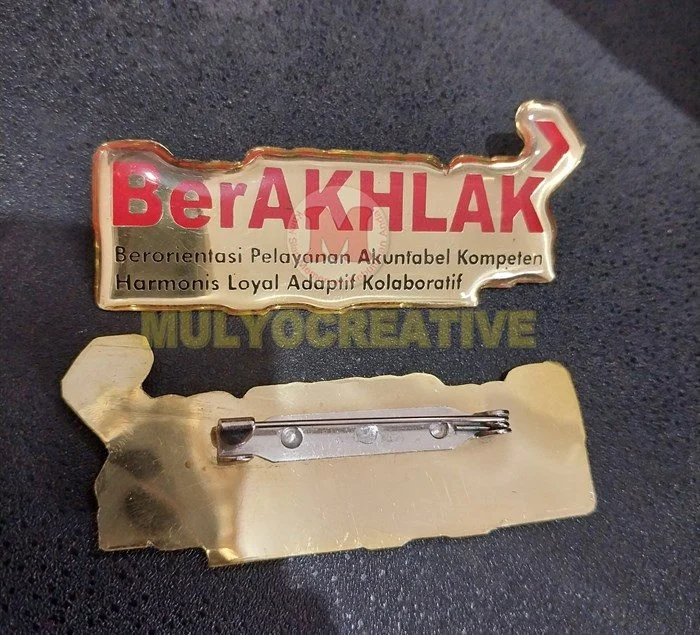 BerAKHLAK
Berorientasi Pelayanan Akuntabel Kompeten
Harmonis Loyal Adaptif Kolaboratif
MULYOCREATIVE